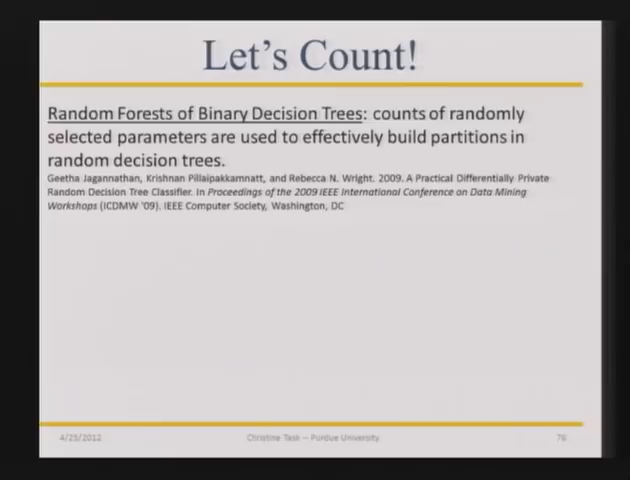 Let's Count!
Random Forests of Binary Decision Trees: counts of randomly
selected parameters are used to effectively build partitions in
random decision trees.
Geetha Jagannathan, Krishnan Pillaipakkamnatt, and Rebecca N. Wright. 2009. A Practical Differentially Private
Random Decision Tree Classifier. In Proceedings of the 2009 IEEE International Conference on Data Mining
Workshops (ICDMW '09). IEEE Computer Society, Washington, DC
4/25/2012
Christine Task -- Purdue University
76